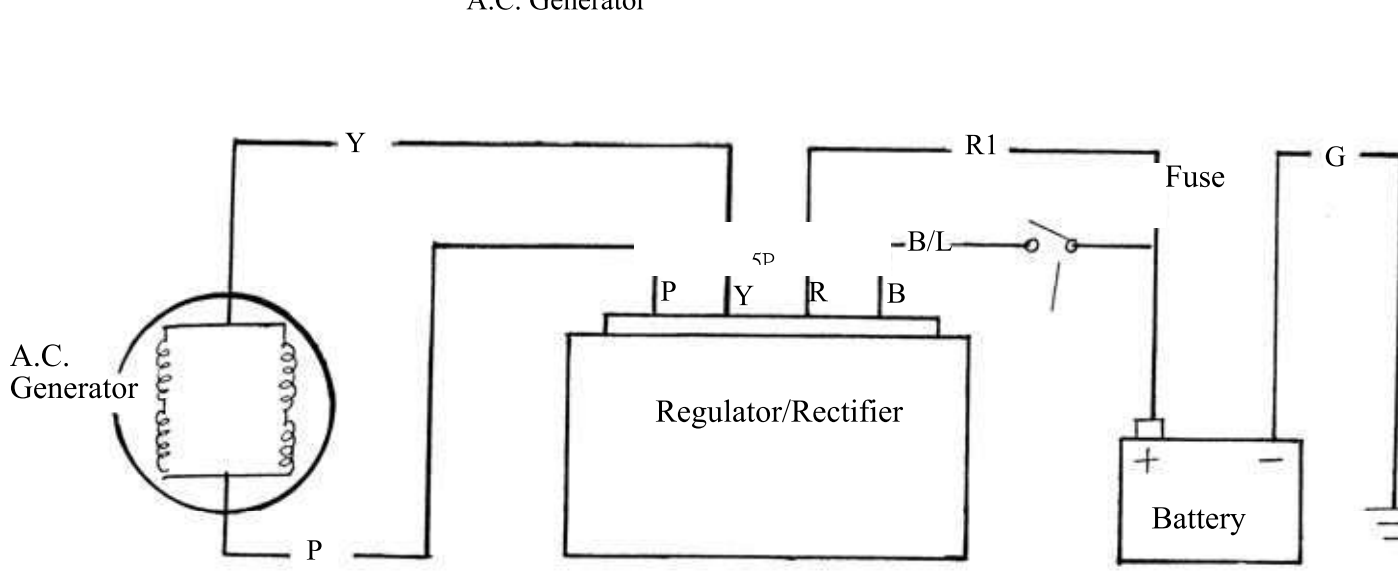 A.C. Generator
Y
R1
G
Fuse
B/L
5P
P
Y
R
B
A.C.
Generator
Regulator/Rectifier
+
−
Battery
P